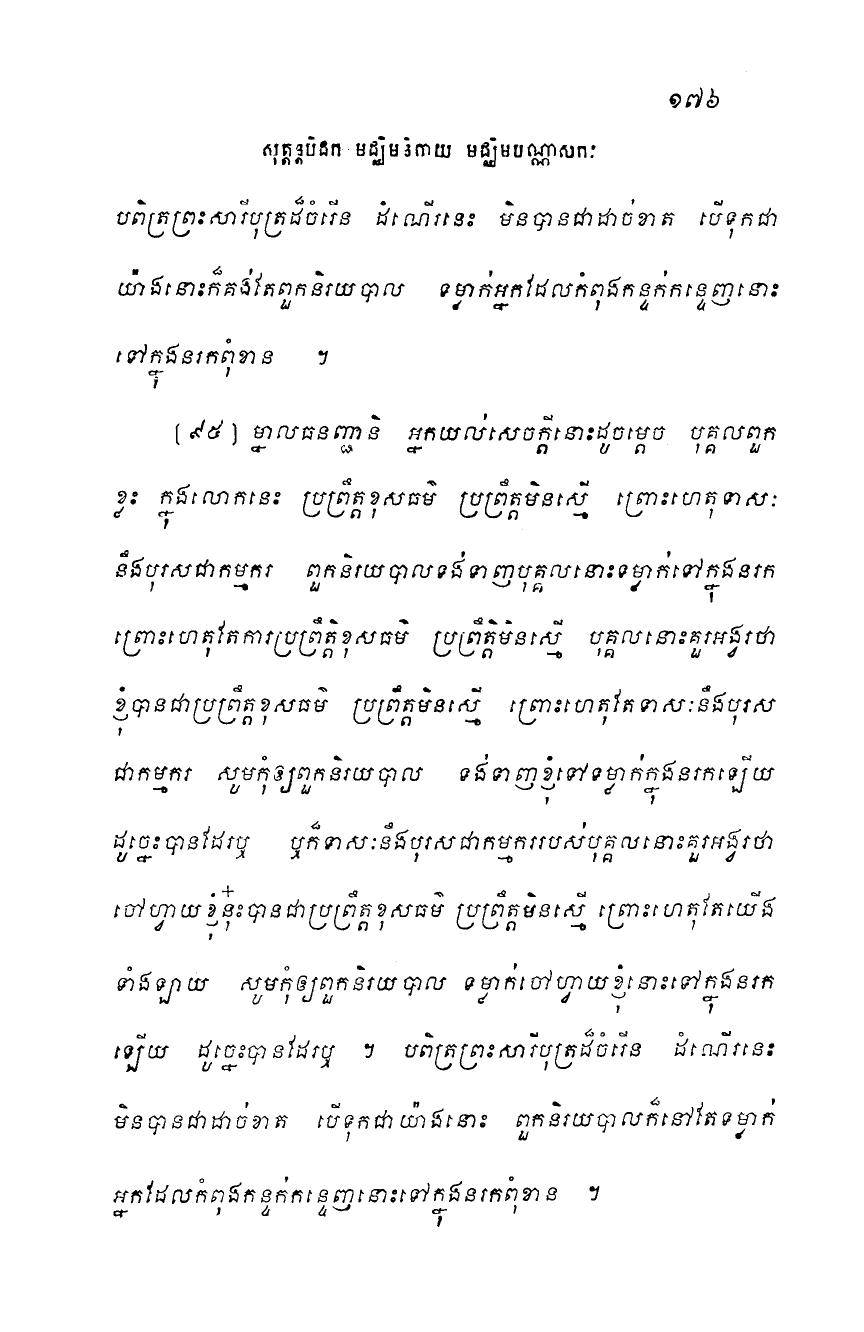 ១៧៦
សុត្តន្តបិដក មជ្ឈិមនិកាយ មជ្ឈិមបណ្ណាសកៈ
បពិត្រព្រះសារីបុត្រដ៏ចំរើន ដំណើរនេះ មិនបានជាដាច់ខាត បើទុកជា
យ៉ាងនោះក៏គង់តែពួកនិរយបាល ទម្លាក់អ្នកដែលកំពុងកន្ទក់កន្ទេញនោះ
ទៅក្នុងនរកពុំខាន ។
[ ៩៥ ] ម្នាលធនញ្ជានិ អ្នកយល់សេចក្តីនោះដូចម្តេច បុគ្គលពួក
ខ្លះ ក្នុងលោកនេះ ប្រព្រឹត្តខុសធម៌ ប្រព្រឹត្តមិនស្មើ ព្រោះហេតុទាសៈ
នឹងបុរសជាកម្មករ ពួកនិរយបាលទង់ទាញបុគ្គលនោះទម្លាក់ទៅក្នុងនរក
ព្រោះហេតុតែការប្រព្រឹត្តិខុសធម៌ ប្រព្រឹត្តិមិនស្មើ បុគ្គលនោះគួរអង្វរថា
ខ្ញុំបានជាប្រព្រឹត្តខុសធម៌ ប្រព្រឹត្តមិនស្មើ ព្រោះហេតុតែទាសៈនឹងបុរស
ជាកម្មករ សូមកុំឲ្យពួកនិរយបាល ទង់ទាញខ្ញុំទៅទម្លាក់ក្នុងនរកឡើយ
ដូច្នេះបានដែរឬ ឬក៏ទាសៈនឹងបុរសជាកម្មកររបស់បុគ្គលនោះគួរអង្វរថា
ចៅហ្វាយខ្ញុំនុ៎ះបានជាប្រព្រឹត្តខុសធម៌ ប្រព្រឹត្តមិនស្មើ ព្រោះហេតុតែយើង
ទាំងឡាយ សូមកុំឲ្យពួកនិរយបាល ទម្លាក់ចៅហ្វាយខ្ញុំនោះទៅក្នុងនរក
ឡើយ ដូច្នេះបានដែរឬ ។ បពិត្រព្រះសារីបុត្រដ៏ចំរើន ដំណើរនេះ
មិនបានជាដាច់ខាត បើទុកជាយ៉ាងនោះ ពួកនិរយបាលក៏នៅតែទម្លាក់
អ្នកដែលកំពុងកន្ទក់កន្ទេញនោះទៅក្នុងនរកពុំខាន ។